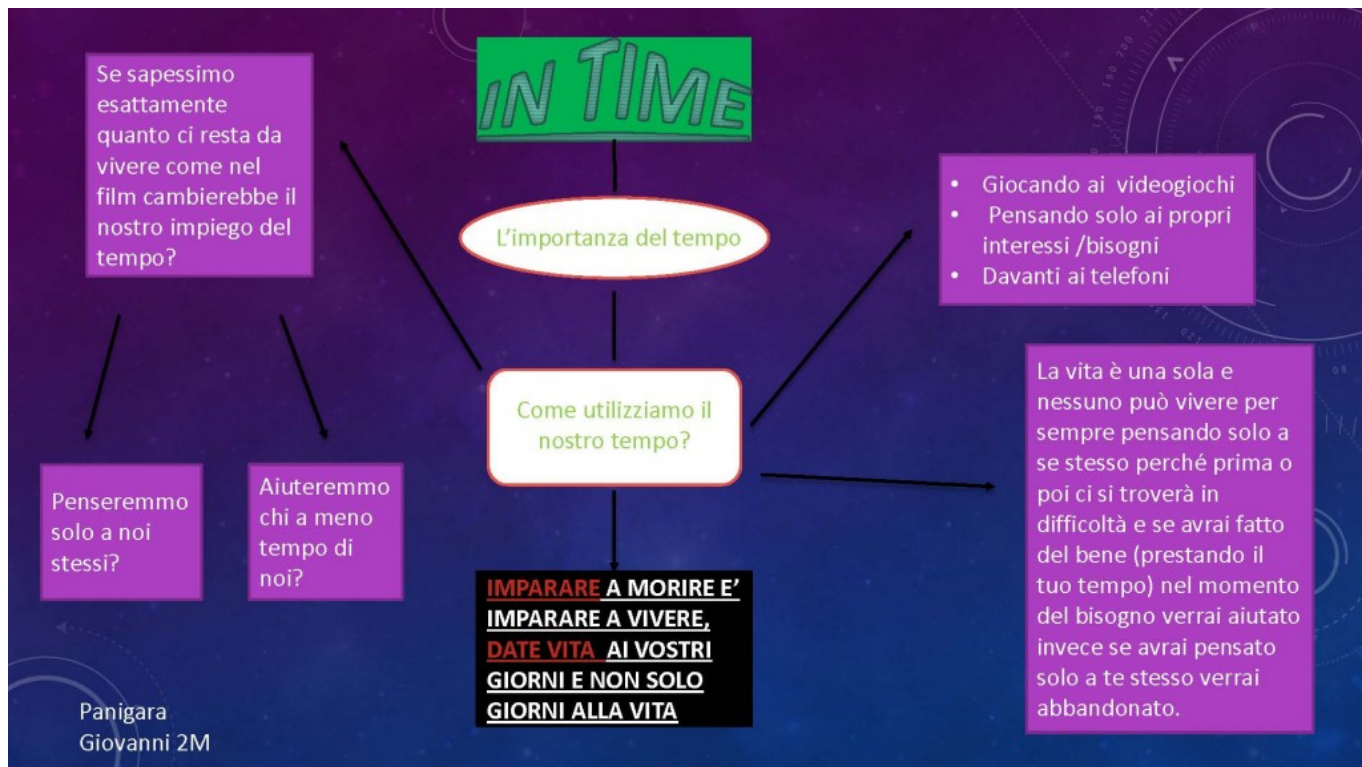 IN TIME
L'importanza del tempo
Come utilizziamo il
nostro tempo?
Se sapessimo
esattamente
quanto ci resta da
vivere come nel
film cambierebbe il
nostro impiego del
tempo?
Penseremmo
solo a noi
stessi?
Aiuteremmo
chi a meno
tempo di
noi?
• Giocando ai videogiochi
• Pensando solo ai propri
interessi /bisogni
• Davanti ai telefoni
La vita è una sola e
nessuno può vivere per
sempre pensando solo a
se stesso perché prima o
poi ci si troverà in
difficoltà e se avrai fatto
del bene (prestando il
tuo tempo) nel momento
del bisogno verrai aiutato
invece se avrai pensato
solo a te stesso verrai
abbandonato.
IMPARARE A MORIRE E'
IMPARARE A VIVERE,
DATE VITA AI VOSTRI
GIORNI E NON SOLO
GIORNI ALLA VITA
Panigara
Giovanni 2M